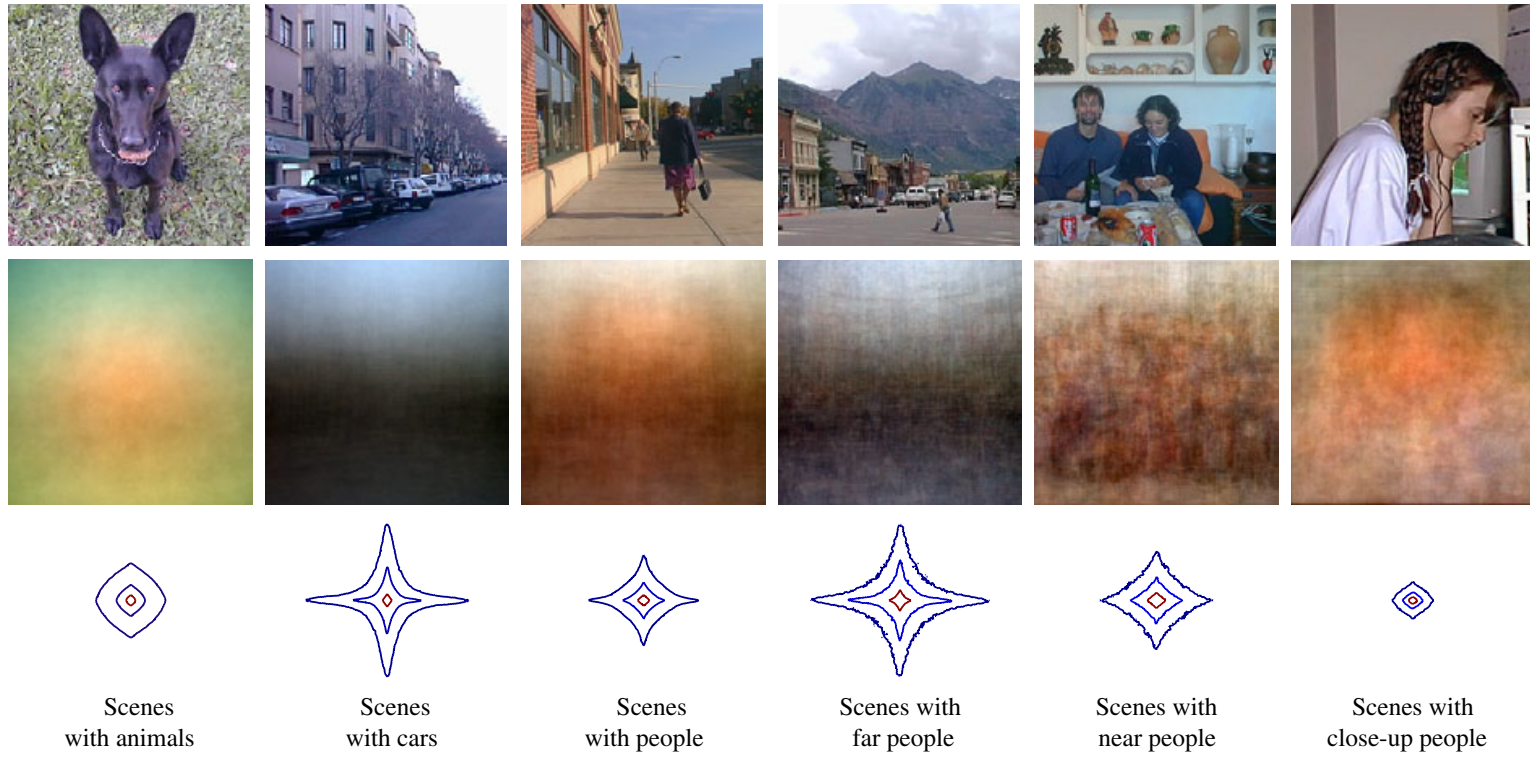 Scenes
with animals
Scenes
with cars
Scenes
with people
Scenes with
far people
Scenes with
near people
Scenes with
close-up people